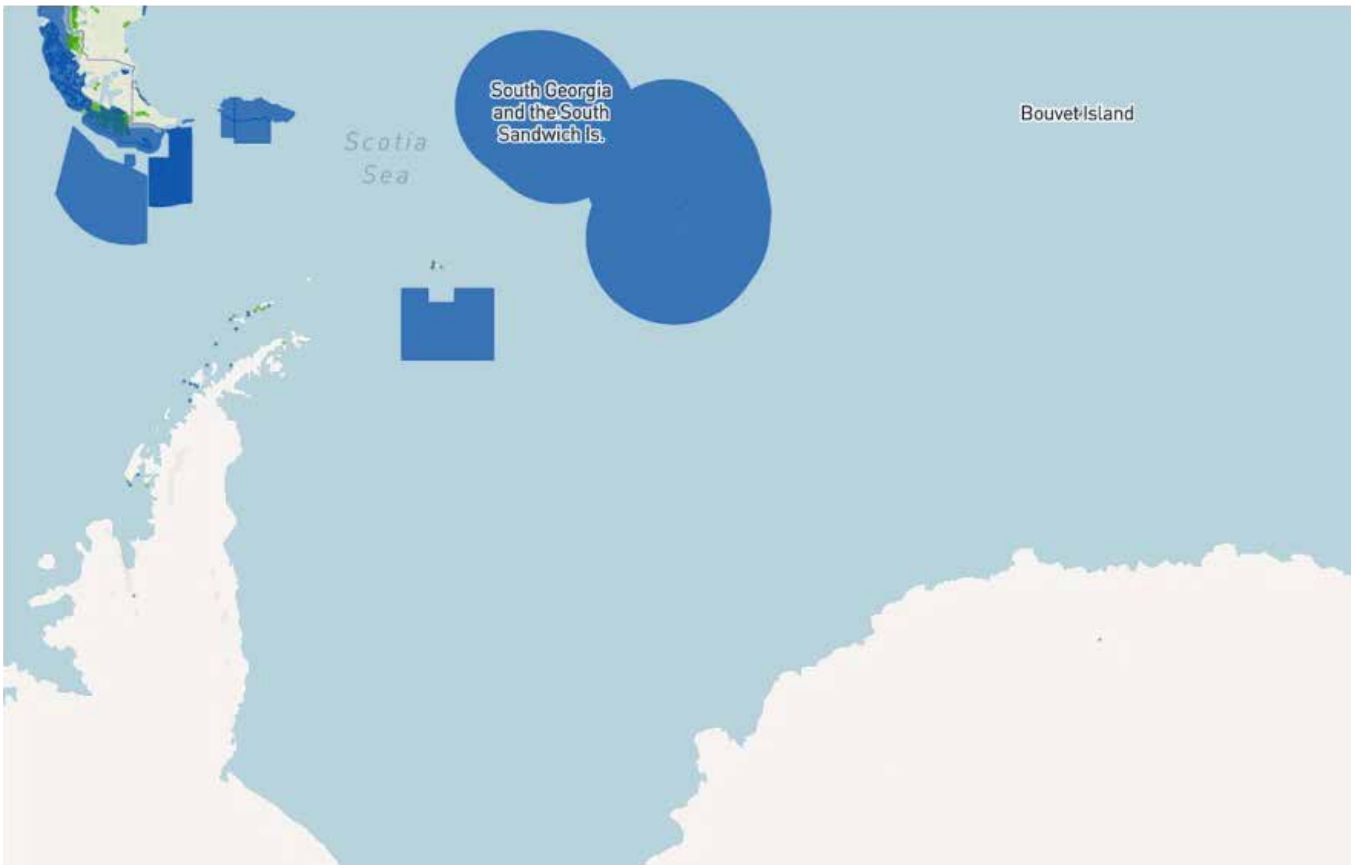 South Georgia
and the South
Sandwich Is.
Bouvet Island
Scotia
Sea